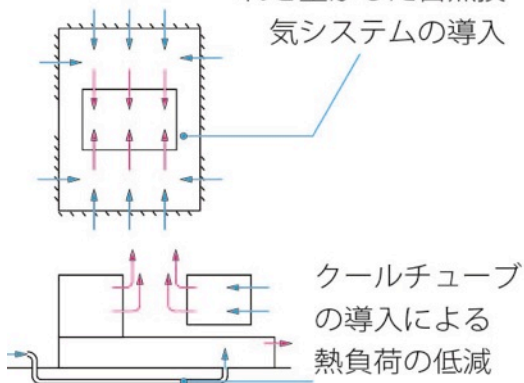 気システムの導入
クールチューブ
の導入による
熱負荷の低減